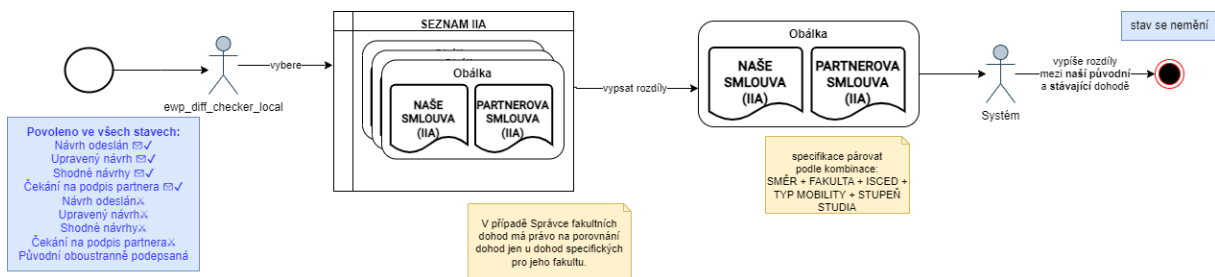 ewp_diff_checker_local
Povoleno ve všech stavech:
Návrh odeslán ✉✓
Upravený návrh ✉✓
Shodné návrhy ✉✓
Čekání na podpis partnera ✉✓
Návrh odeslán⚔
Upravený návrh⚔
Shodné návrhy⚔
Čekání na podpis partnera⚔
Původní oboustranně podepsaná
vybere
SEZNAM IIA
Obálka
NAŠE
SMLOUVA
(IIA)
PARTNEROVA
SMLOUVA
(IIA)
V případě Správce fakultních
dohod má právo na porovnání
dohod jen u dohod specifických
pro jeho fakultu.
vypsat rozdíly
Obálka
NAŠE
SMLOUVA
(IIA)
PARTNEROVA
SMLOUVA
(IIA)
specifikace párovat
podle kombinace:
SMĚR + FAKULTA + ISCED +
TYP MOBILITY + STUPEŇ
STUDIA
Systém
vypíše rozdíly
mezi naší původní
a stávající dohodě
stav se nemění